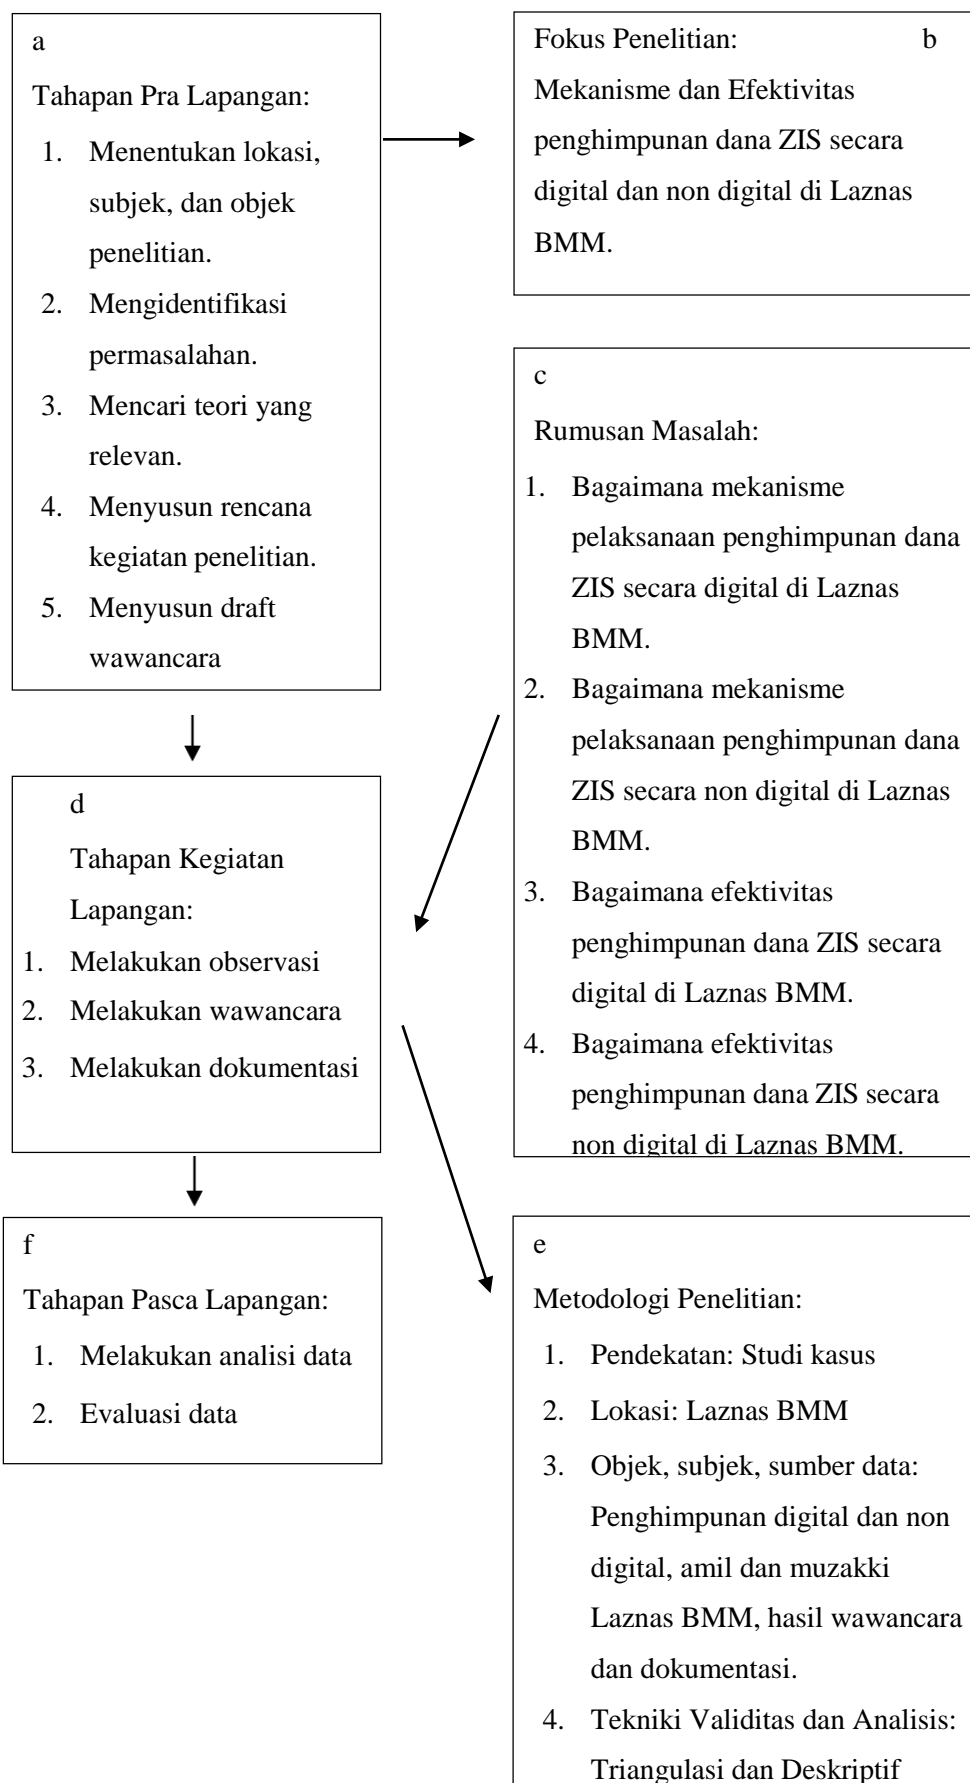 a
Tahapan Pra Lapangan:
1. Menentukan lokasi,
subjek, dan objek
penelitian.
2. Mengidentifikasi
permasalahan.
3. Mencari teori yang
relevan.
4. Menyusun rencana
kegiatan penelitian.
5. Menyusun draft
wawancara
Fokus Penelitian: b
Mekanisme dan Efektivitas
penghimpunan dana ZIS secara
digital dan non digital di Laznas
BMM.
c
Rumusan Masalah:
1. Bagaimana mekanisme
pelaksanaan penghimpunan dana
ZIS secara digital di Laznas
BMM.
2. Bagaimana mekanisme
pelaksanaan penghimpunan dana
ZIS secara non digital di Laznas
BMM.
3. Bagaimana efektivitas
penghimpunan dana ZIS secara
digital di Laznas BMM.
4. Bagaimana efektivitas
penghimpunan dana ZIS secara
non digital di Laznas BMM.
d
Tahapan Kegiatan
Lapangan:
1. Melakukan observasi
2. Melakukan wawancara
3. Melakukan dokumentasi
e
Metodologi Penelitian:
1. Pendekatan: Studi kasus
2. Lokasi: Laznas BMM
3. Objek, subjek, sumber data:
Penghimpunan digital dan non
digital, amil dan muzakki
Laznas BMM, hasil wawancara
dan dokumentasi.
4. Tekniki Validitas dan Analisis:
Triangulasi dan Deskriptif
f
Tahapan Pasca Lapangan:
1. Melakukan analisi data
2. Evaluasi data